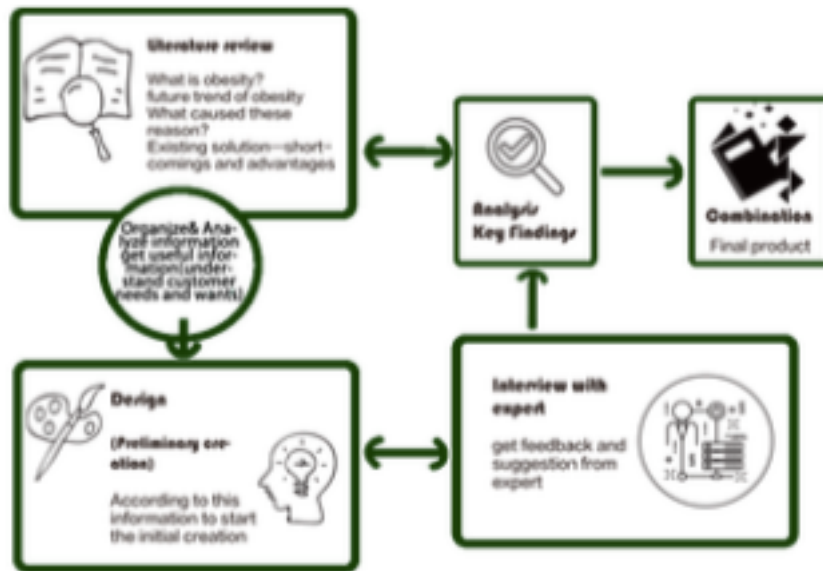 Literature review
What is obesity?
future trend of obesity
What caused these
reason?
Existing solution—short-
comings and advantages
Organize& Ana-
lyze information
get useful infor-
mation(under-
stand customer
needs and wants)
Analysis
Key Findings
Combination
Final product
Design
(Preliminary cre-
ation)
According to this
information to start
the initial creation
Interview with
expert
get feedback and
suggestion from
expert